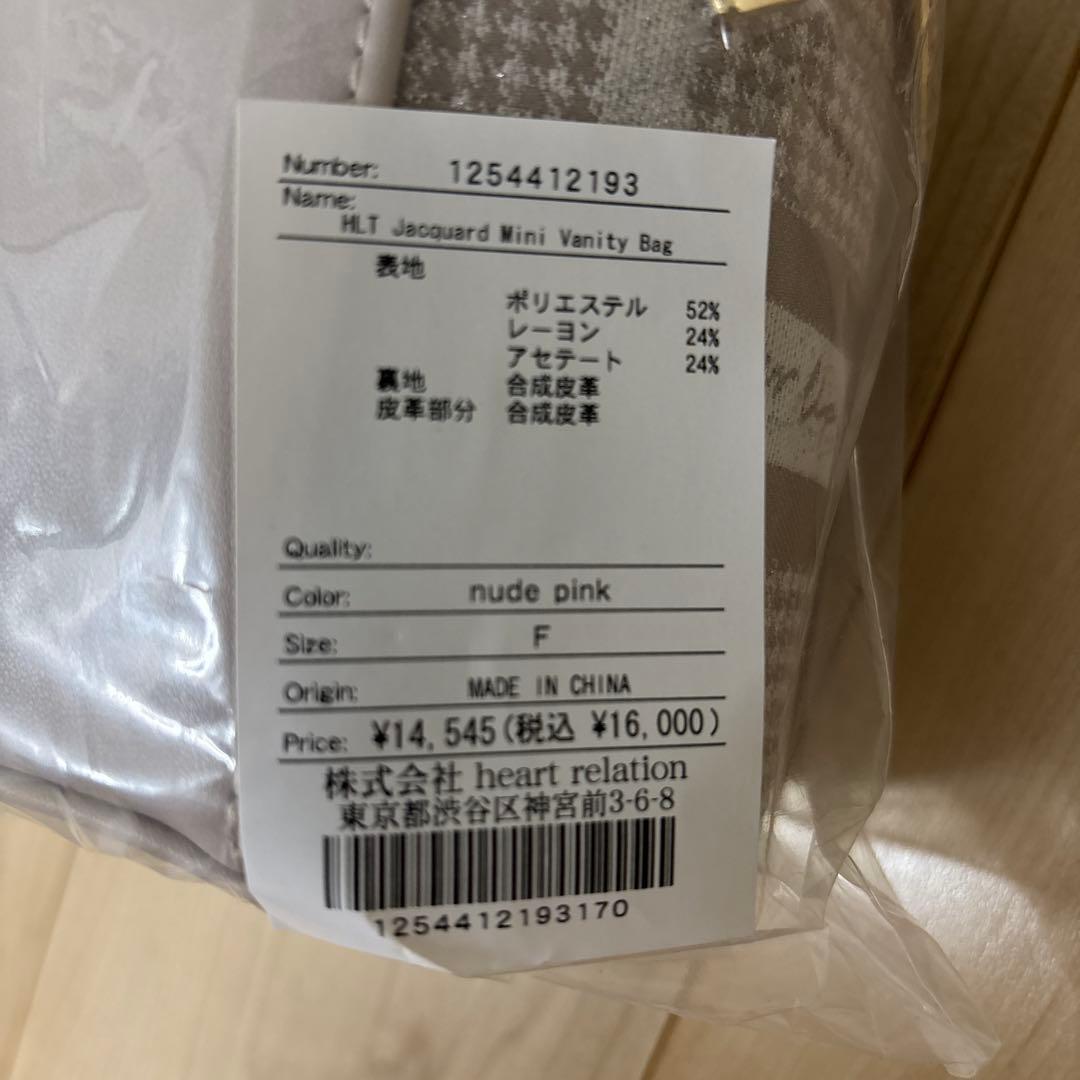 Number: 1254412193
Name:
HLT Jacquard Mini Vanity Bag
表地
ポリエステル 52%
レーヨン 24%
アセテート 24%
裏地 合成皮革
皮革部分 合成皮革
Quality:
Color: nude pink
Size: F
Origin: MADE IN CHINA
Price: ¥14,545(税込 ¥16,000)
株式会社 heart relation
東京都渋谷区神宮前3-6-8
1254412193170